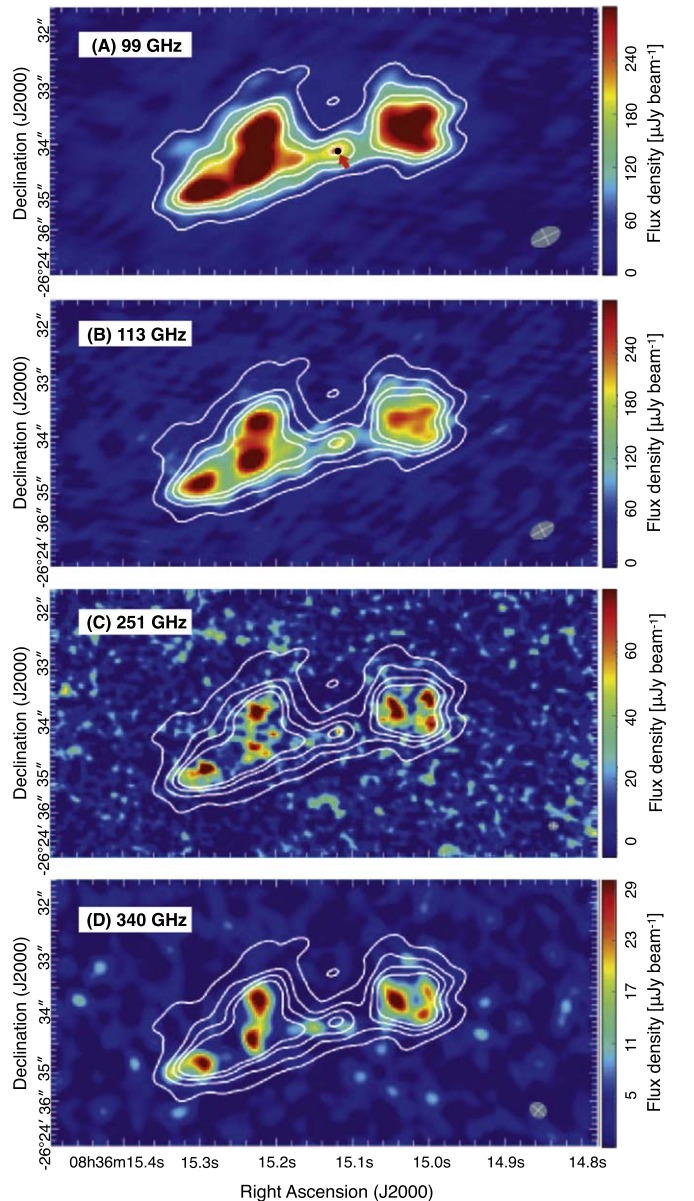 (A) 99 GHz
Declination (J2000)
32″
33″
34″
35″
-26°24′ 36″
240
180
120
60
0
Flux density [μJy beam⁻¹]
(B) 113 GHz
Declination (J2000)
32″
33″
34″
35″
-26°24′ 36″
240
180
120
60
0
Flux density [μJy beam⁻¹]
(C) 251 GHz
Declination (J2000)
32″
33″
34″
35″
-26°24′ 36″
60
40
20
0
Flux density [μJy beam⁻¹]
(D) 340 GHz
Declination (J2000)
32″
33″
34″
35″
-26°24′ 36″
29
23
17
11
5
Flux density [μJy beam⁻¹]
08h36m15.4s 15.3s 15.2s 15.1s 15.0s 14.9s 14.8s
Right Ascension (J2000)